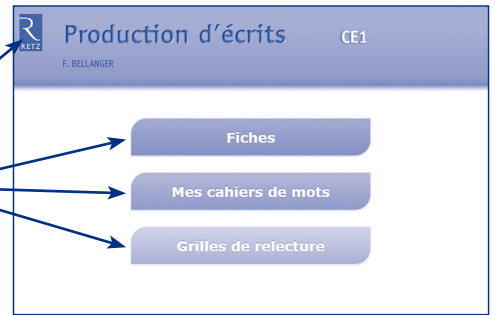 R
RETZ
Production d'écrits CE1
F. BELLANGER
Fiches
Mes cahiers de mots
Grilles de relecture